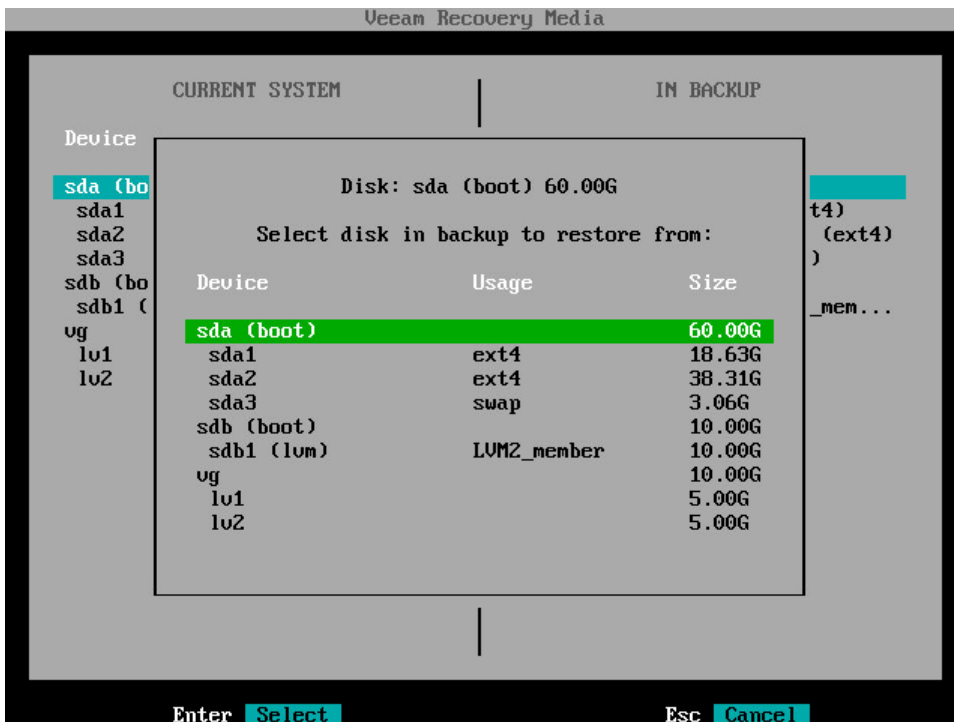 Veeam Recovery Media
CURRENT SYSTEM IN BACKUP
Device
sda (bo
sda1 t4)
sda2 (ext4)
sda3 )
sdb (bo
sdb1 ( _mem...
vg
lv1
lv2
Disk: sda (boot) 60.00G
Select disk in backup to restore from:
Device Usage Size
sda (boot) 60.00G
sda1 ext4 18.63G
sda2 ext4 38.31G
sda3 swap 3.06G
sdb (boot) 10.00G
sdb1 (lvm) LVM2_member 10.00G
vg 10.00G
lv1 5.00G
lv2 5.00G
Enter Select Esc Cancel